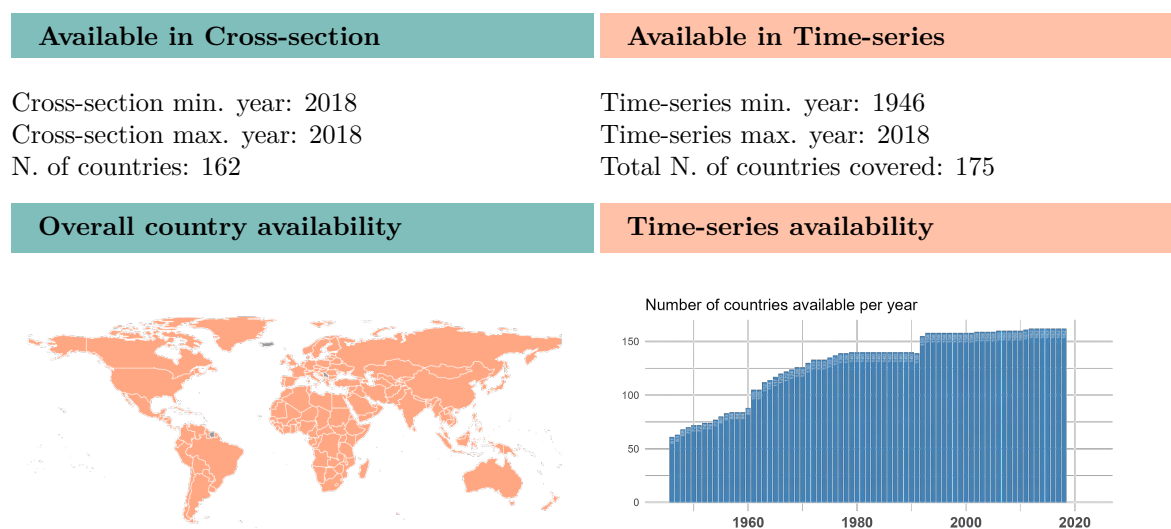 Available in Cross-section
Available in Time-series
Cross-section min. year: 2018
Cross-section max. year: 2018
N. of countries: 162
Time-series min. year: 1946
Time-series max. year: 2018
Total N. of countries covered: 175
Overall country availability
Time-series availability
Number of countries available per year
150
100
50
0
1960
1980
2000
2020